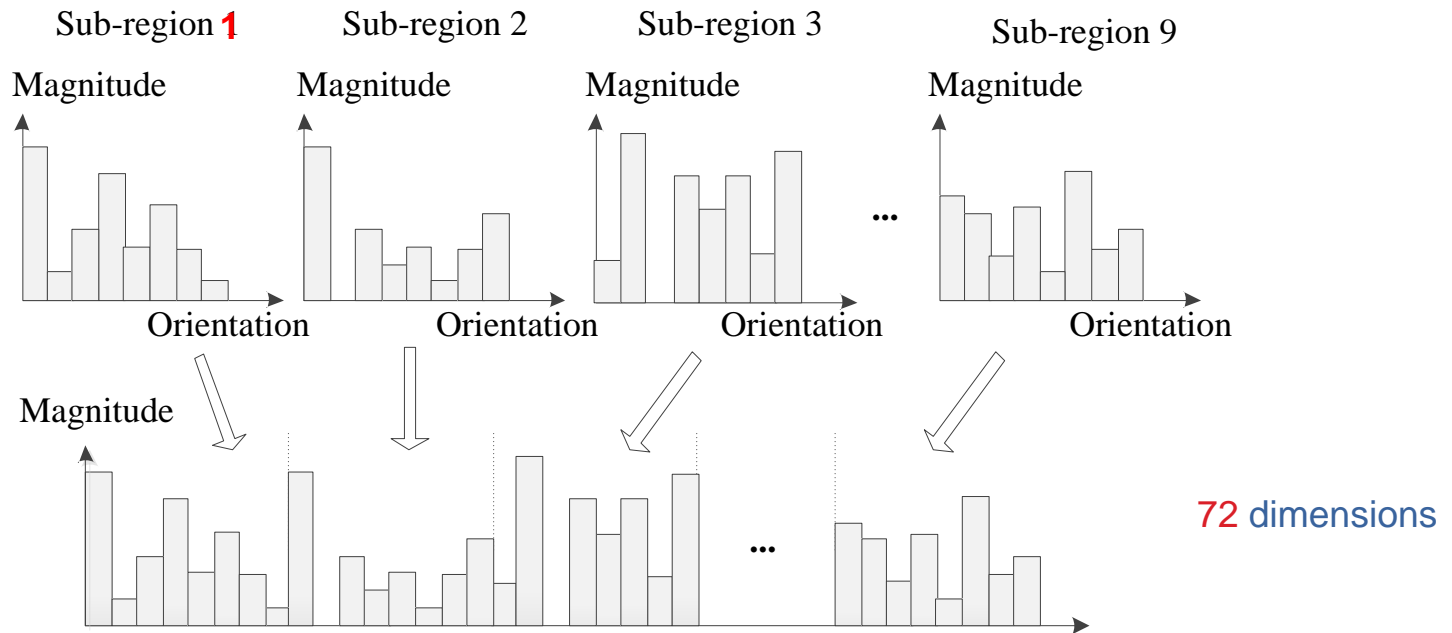 Sub-region 1 Sub-region 2 Sub-region 3 Sub-region 9
Magnitude Magnitude Magnitude Magnitude
...
Orientation Orientation Orientation Orientation
Magnitude
...
72 dimensions